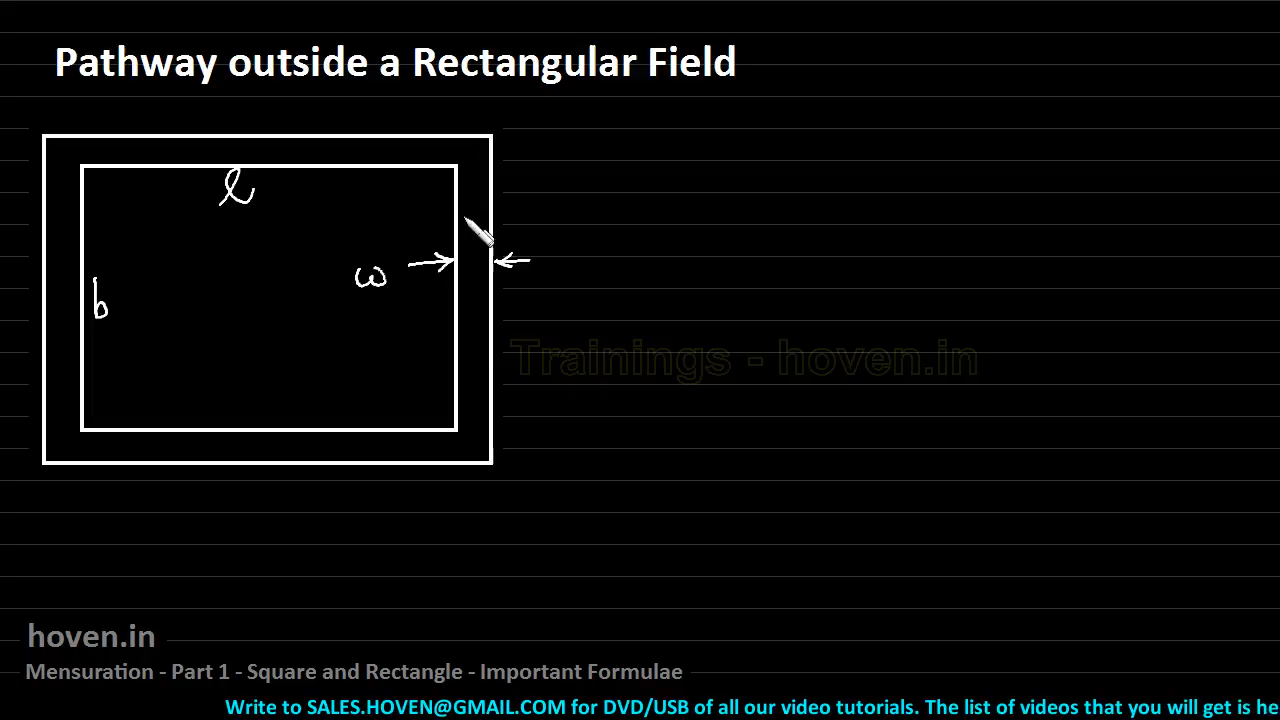 Pathway outside a Rectangular Field
l
w
b
Trainings - hoven.in
hoven.in
Mensuration - Part 1 - Square and Rectangle - Important Formulae
Write to SALES.HOVEN@GMAIL.COM for DVD/USB of all our video tutorials. The list of videos that you will get is he